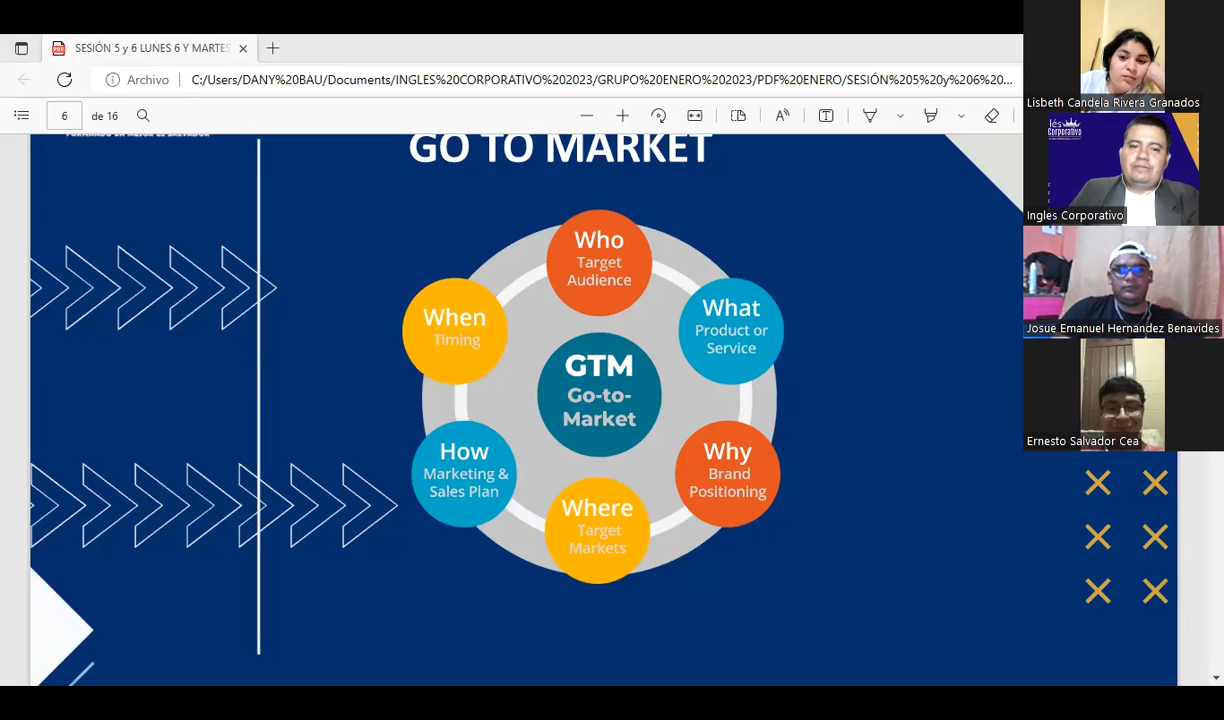 SESIÓN 5 y 6 LUNES 6 Y MARTES
Archivo
C:/Users/DANY%20BAU/Documents/INGLES%20CORPORATIVO%202023/GRUPO%20ENERO%202023/PDF%20ENERO/SESIÓN%205%20y%206%20...
6 de 16
GO TO MARKET
Who
Target
Audience
What
Product or
Service
Why
Brand
Positioning
Where
Target
Markets
How
Marketing &
Sales Plan
When
Timing
GTM
Go-to-
Market
Lisbeth Candela Rivera Granados
lés
Corporativo
Ingles Corporativo
Josue Emanuel Hernandez Benavides
Ernesto Salvador Cea